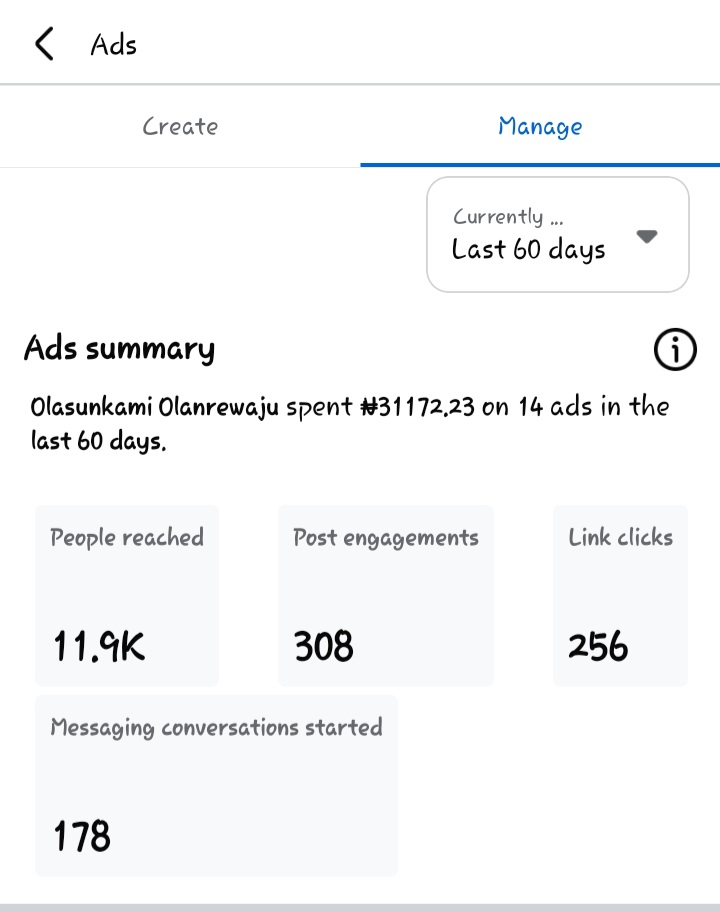 Ads
Create
Manage
Currently ...
Last 60 days
Ads summary
Olasunkami Olanrewaju spent ₦31172.23 on 14 ads in the
last 60 days.
People reached
Post engagements
Link clicks
11.9K
308
256
Messaging conversations started
178